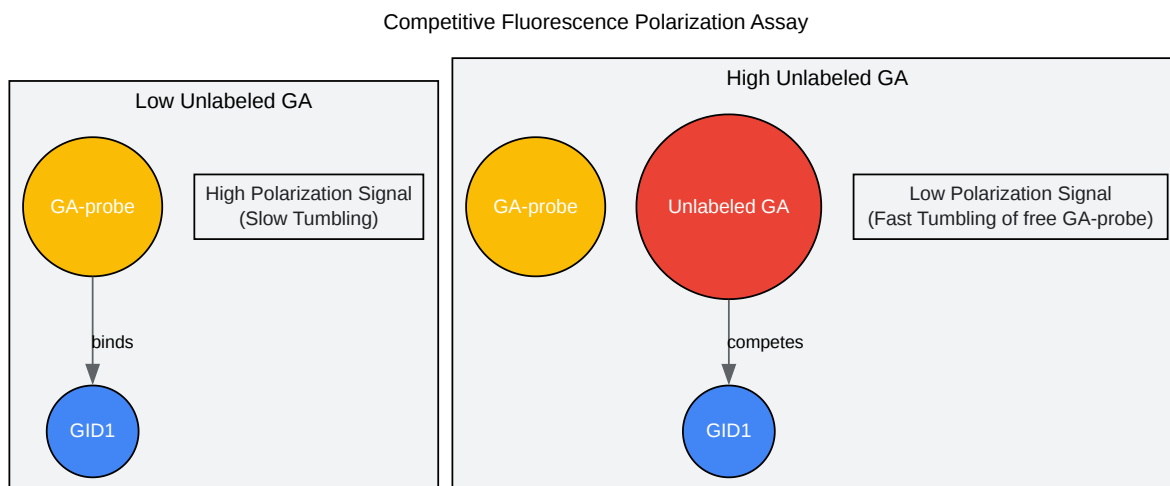 Competitive Fluorescence Polarization Assay
Low Unlabeled GA
GA-probe
High Polarization Signal
(Slow Tumbling)
binds
GID1
High Unlabeled GA
GA-probe
Unlabeled GA
Low Polarization Signal
(Fast Tumbling of free GA-probe)
competes
GID1